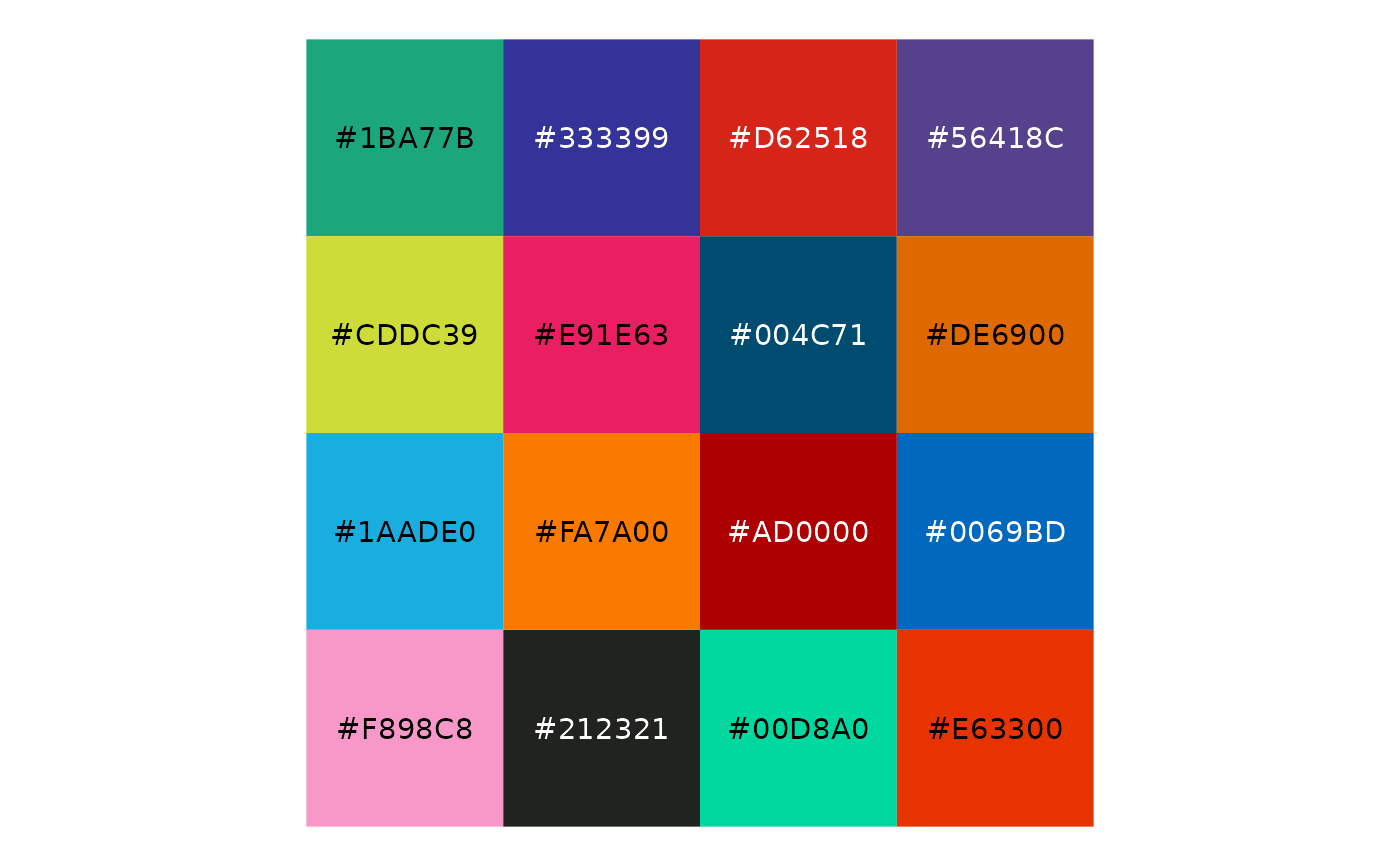 #1BA77B #333399 #D62518 #56418C
#CDDC39 #E91E63 #004C71 #DE6900
#1AADE0 #FA7A00 #AD0000 #0069BD
#F898C8 #212321 #00D8A0 #E63300